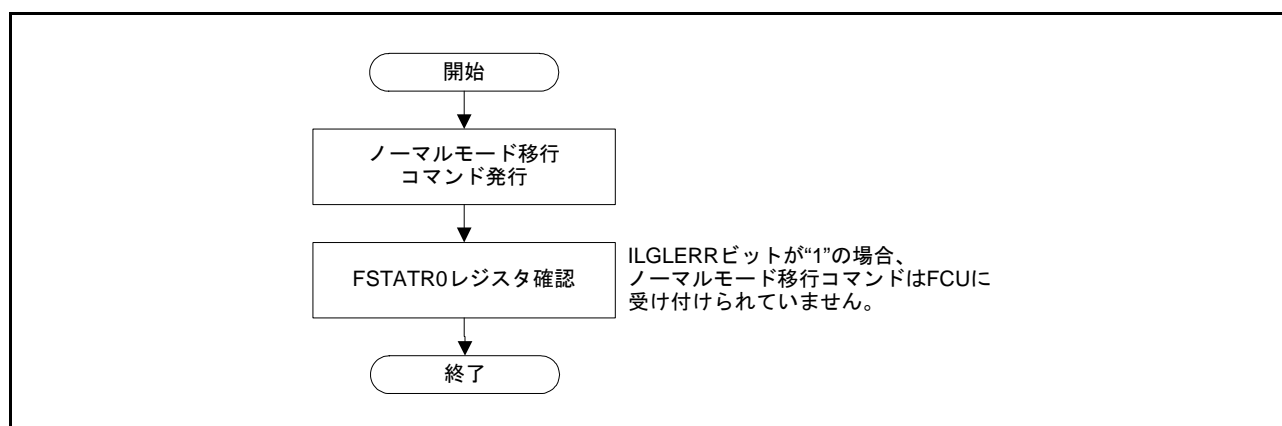 開始
ノーマルモード移行
コマンド発行
FSTATR0レジスタ確認
ILGLERRビットが“1”の場合、
ノーマルモード移行コマンドはFCUに
受け付けられていません。
終了